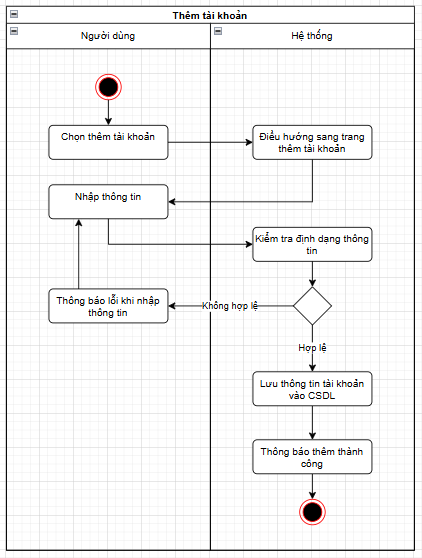 Thêm tài khoản
Người dùng
Hệ thống
Chọn thêm tài khoản
Điều hướng sang trang
thêm tài khoản
Nhập thông tin
Kiểm tra định dạng thông
tin
Thông báo lỗi khi nhập
thông tin
Không hợp lệ
Hợp lệ
Lưu thông tin tài khoản
vào CSDL
Thông báo thêm thành
công